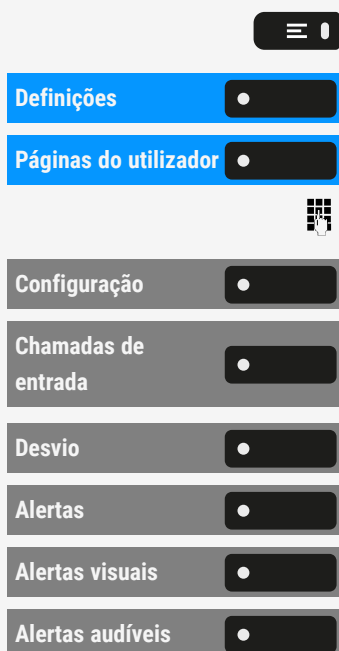 Definições
Páginas do utilizador
Configuração
Chamadas de
entrada
Desvio
Alertas
Alertas visuais
Alertas audíveis